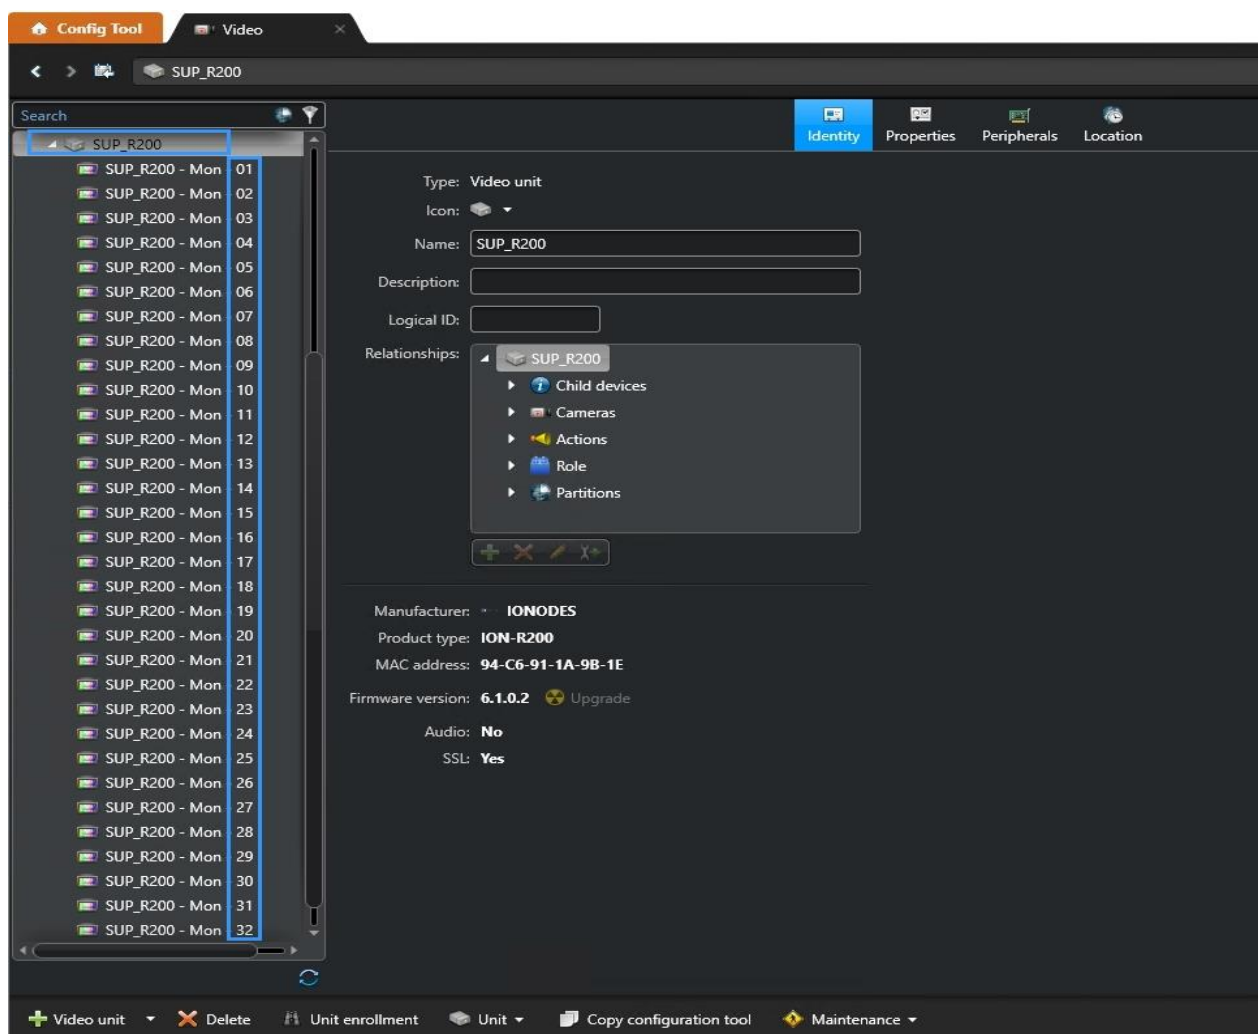 Config Tool
Video
SUP_R200
Search
SUP_R200
SUP_R200 - Mon - 01
SUP_R200 - Mon - 02
SUP_R200 - Mon - 03
SUP_R200 - Mon - 04
SUP_R200 - Mon - 05
SUP_R200 - Mon - 06
SUP_R200 - Mon - 07
SUP_R200 - Mon - 08
SUP_R200 - Mon - 09
SUP_R200 - Mon - 10
SUP_R200 - Mon - 11
SUP_R200 - Mon - 12
SUP_R200 - Mon - 13
SUP_R200 - Mon - 14
SUP_R200 - Mon - 15
SUP_R200 - Mon - 16
SUP_R200 - Mon - 17
SUP_R200 - Mon - 18
SUP_R200 - Mon - 19
SUP_R200 - Mon - 20
SUP_R200 - Mon - 21
SUP_R200 - Mon - 22
SUP_R200 - Mon - 23
SUP_R200 - Mon - 24
SUP_R200 - Mon - 25
SUP_R200 - Mon - 26
SUP_R200 - Mon - 27
SUP_R200 - Mon - 28
SUP_R200 - Mon - 29
SUP_R200 - Mon - 30
SUP_R200 - Mon - 31
SUP_R200 - Mon - 32
Identity Properties Peripherals Location
Type: Video unit
Icon:
Name: SUP_R200
Description:
Logical ID:
Relationships: SUP_R200
Child devices
Cameras
Actions
Role
Partitions
Manufacturer: IONODES
Product type: ION-R200
MAC address: 94-C6-91-1A-9B-1E
Firmware version: 6.1.0.2 Upgrade
Audio: No
SSL: Yes
Video unit Delete Unit enrollment Unit Copy configuration tool Maintenance